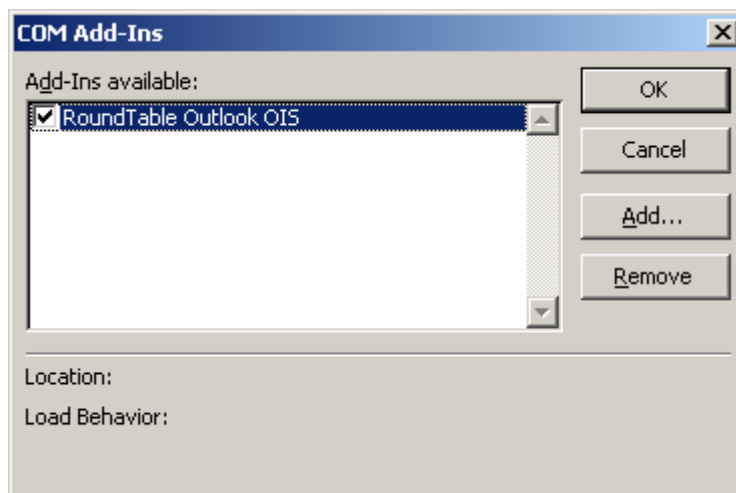 COM Add-Ins
Add-Ins available:
RoundTable Outlook OIS
OK
Cancel
Add...
Remove
Location:
Load Behavior: